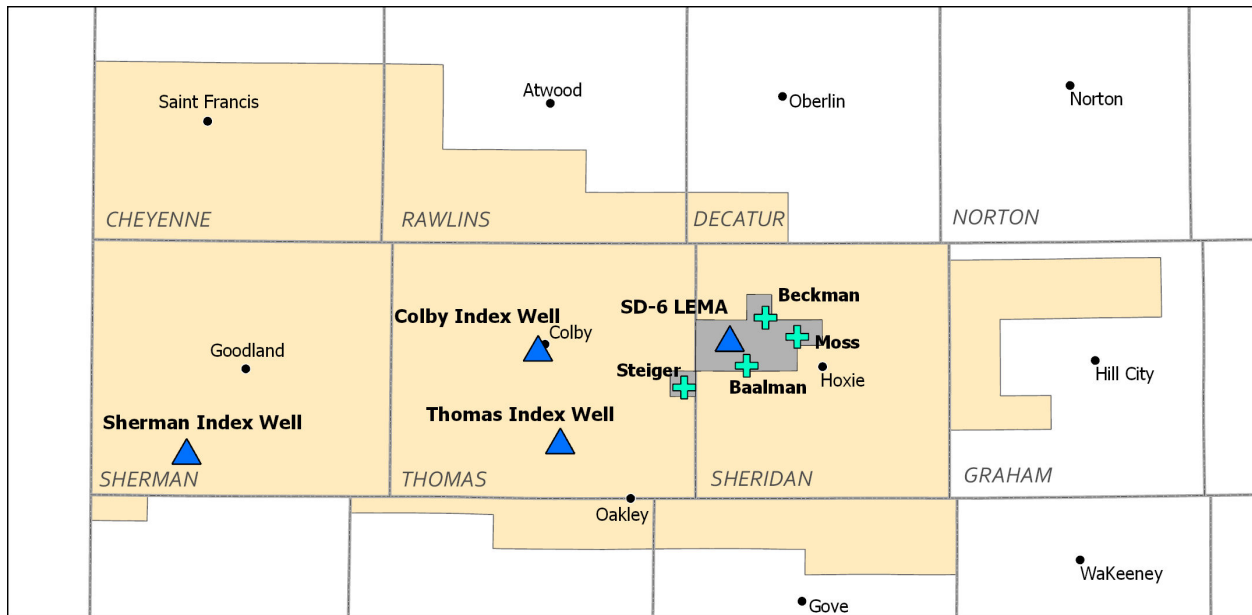 Saint Francis
Atwood
Oberlin
Norton
CHEYENNE
RAWLINS
DECATUR
NORTON
Colby Index Well
Colby
SD-6 LEMA
Beckman
Moss
Goodland
Steiger
Baalman
Hoxie
Hill City
Sherman Index Well
Thomas Index Well
SHERMAN
THOMAS
SHERIDAN
GRAHAM
Oakley
WaKeeney
Gove